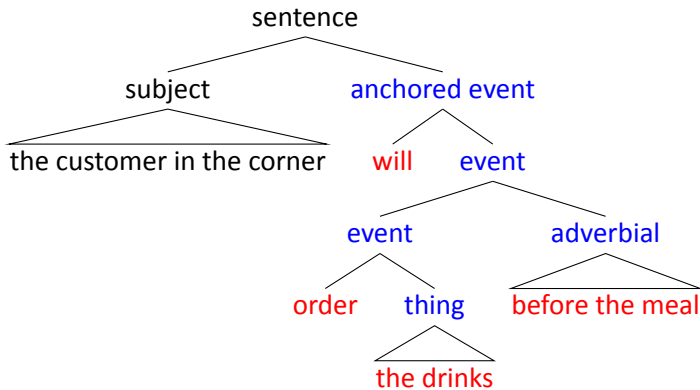 sentence
subject anchored event
the customer in the corner will event
event adverbial
order thing before the meal
the drinks